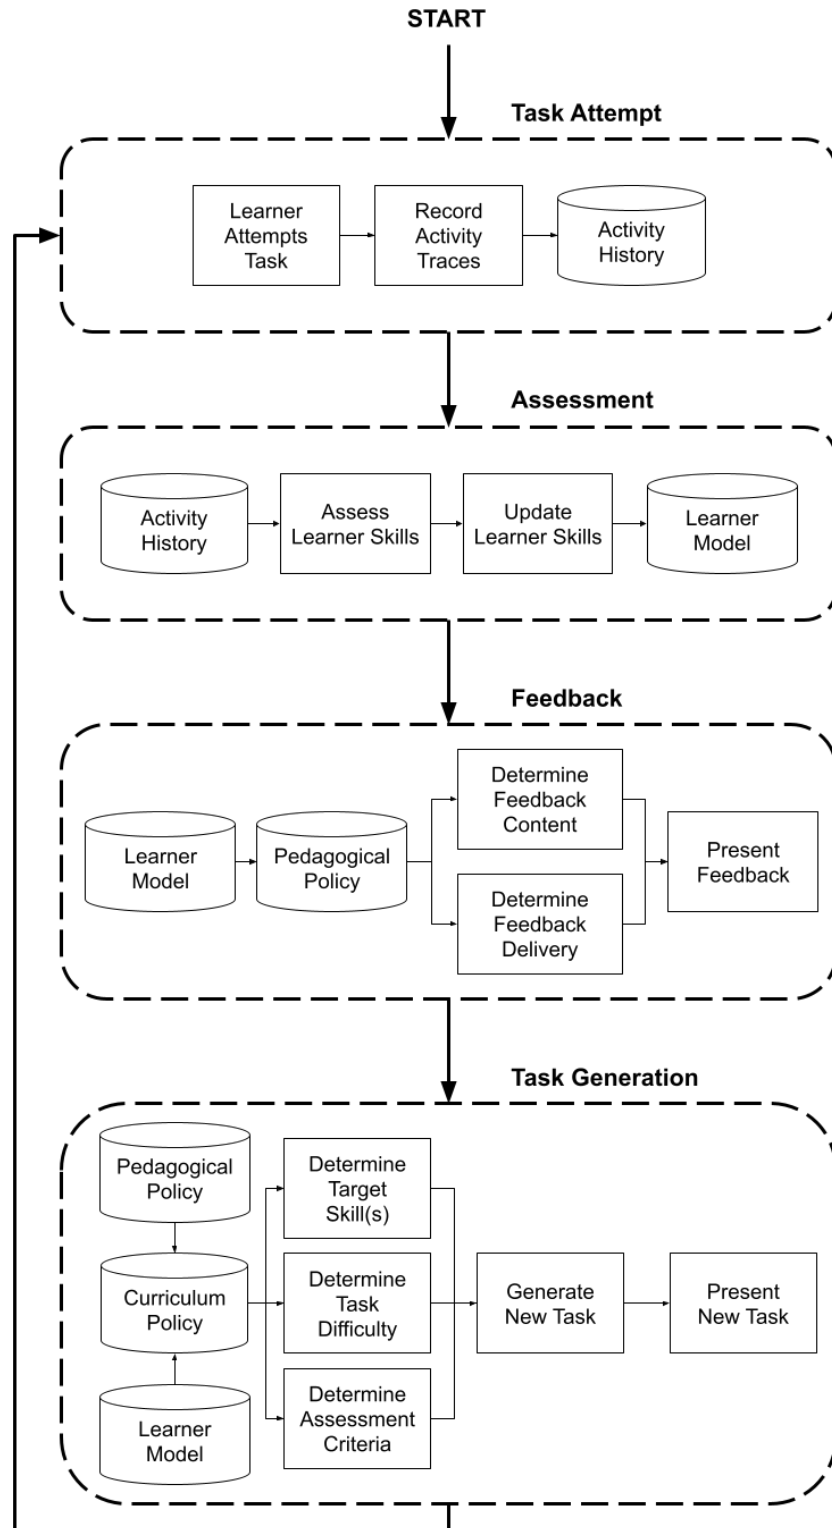 START
Task Attempt
Learner
Attempts
Task
Record
Activity
Traces
Activity
History
Assessment
Activity
History
Assess
Learner Skills
Update
Learner Skills
Learner
Model
Feedback
Learner
Model
Pedagogical
Policy
Determine
Feedback
Content
Determine
Feedback
Delivery
Present
Feedback
Task Generation
Pedagogical
Policy
Curriculum
Policy
Learner
Model
Determine
Target
Skill(s)
Determine
Task
Difficulty
Determine
Assessment
Criteria
Generate
New Task
Present
New Task